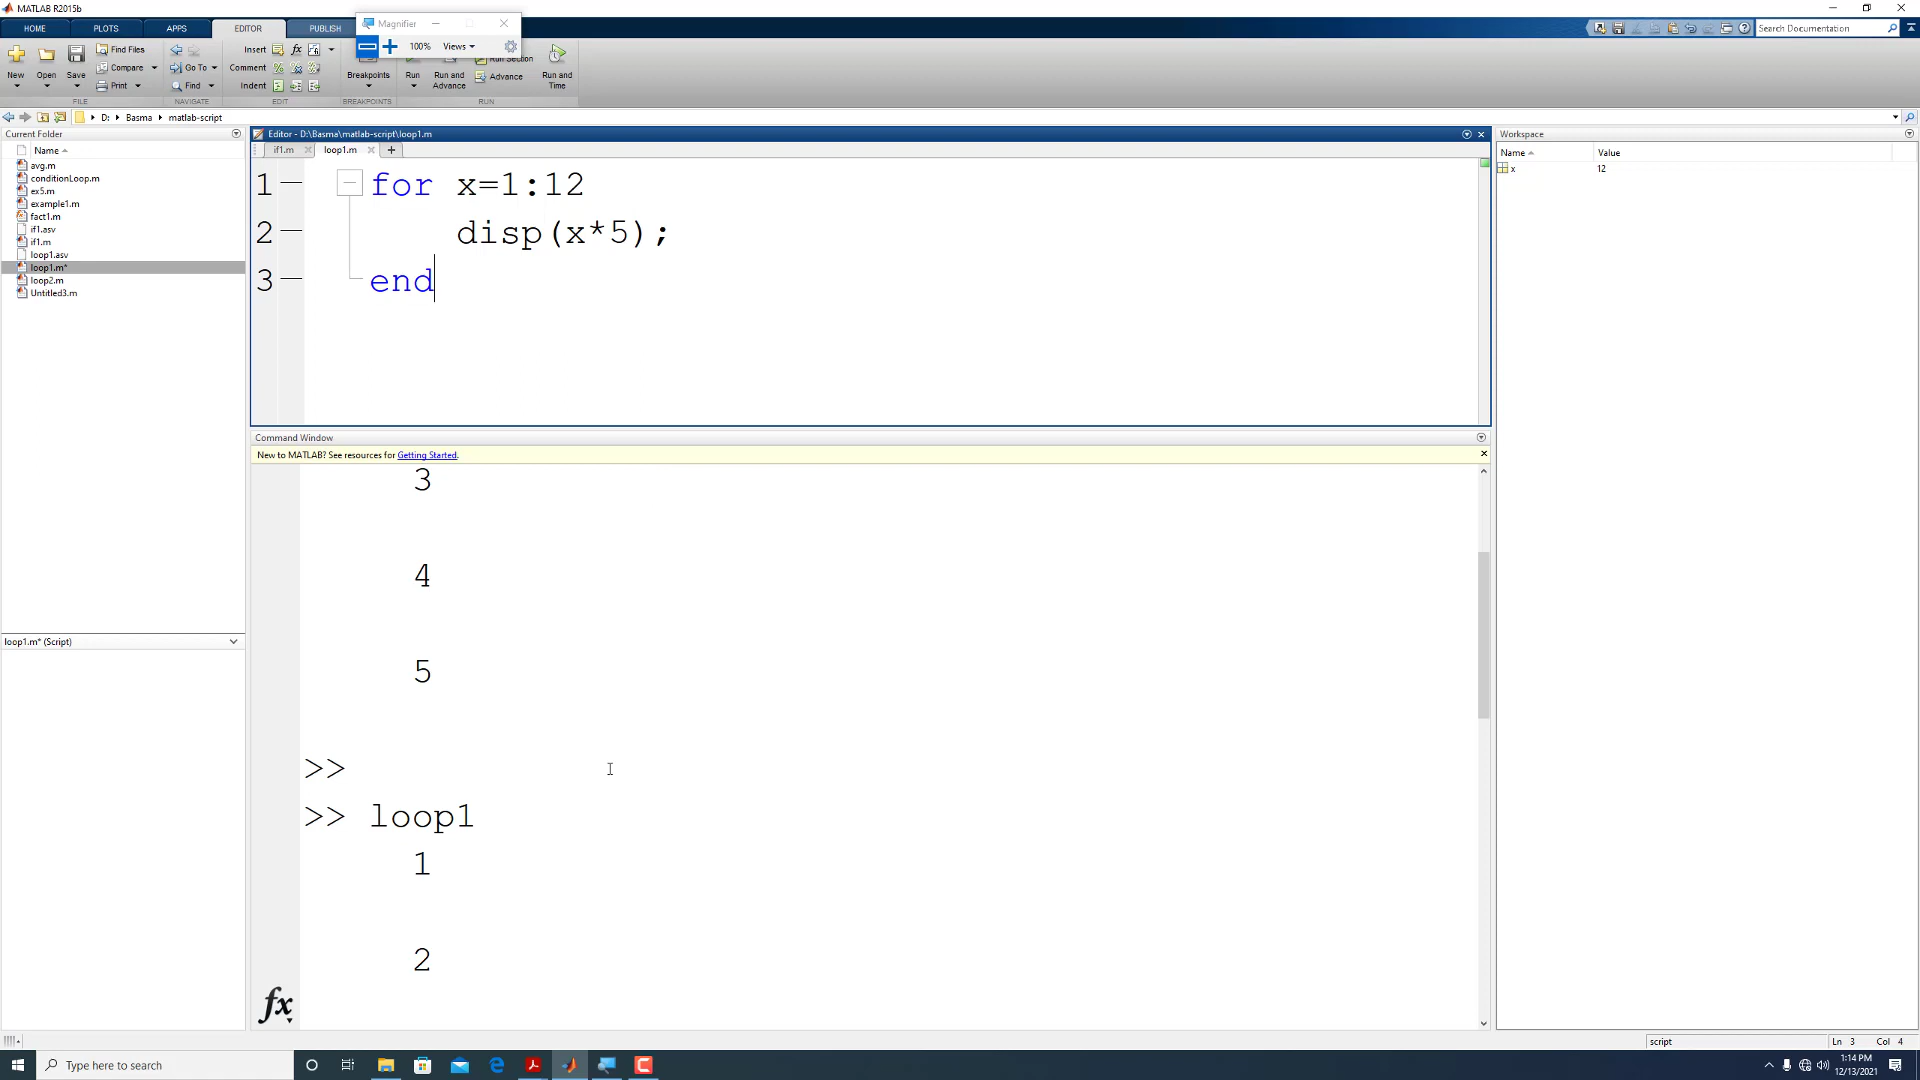 MATLAB R2015b
HOME
PLOTS
APPS
EDITOR
PUBLISH
Magnifier
100%
Views
Search Documentation
New
Open
Save
Find Files
Compare
Print
FILE
Go To
Find
NAVIGATE
Insert
Comment
Indent
EDIT
Breakpoints
BREAKPOINTS
Run
Run and
Advance
Run Section
Advance
Run and
Time
RUN
D:
Basma
matlab-script
Current Folder
Name
avg.m
conditionLoop.m
ex5.m
example1.m
fact1.m
if1.asv
if1.m
loop1.asv
loop1.m*
loop2.m
Untitled3.m
loop1.m* (Script)
Editor - D:\Basma\matlab-script\loop1.m
if1.m
loop1.m
1
for x=1:12
2
disp(x*5);
3
end
Command Window
New to MATLAB? See resources for Getting Started.
3
4
5
>>
>> loop1
1
2
fx
Workspace
Name
Value
x
12
script
Ln 3
Col 4
Type here to search
1:14 PM
12/13/2021